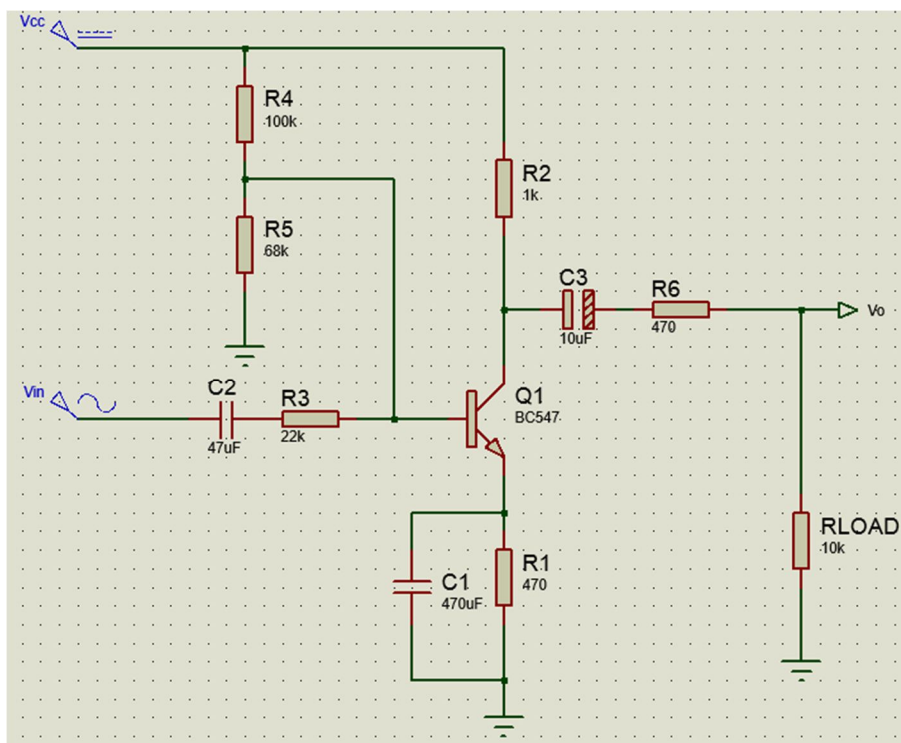 Vcc
R4
100k
R2
1k
R5
68k
C3
R6
10uF
470
Vo
Vin
C2
R3
47uF
22k
Q1
BC547
C1
470uF
R1
470
RLOAD
10k